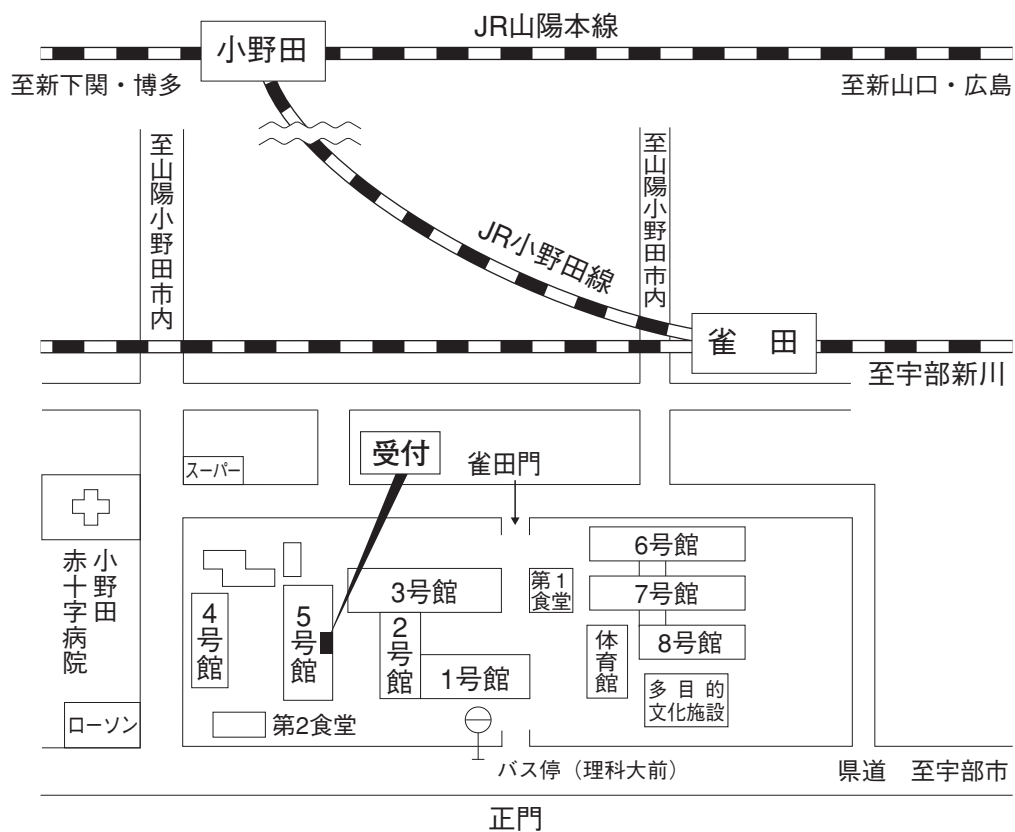 JR山陽本線
小野田
至新下関・博多
至新山口・広島
至山陽小野田市内
至山陽小野田市内
JR小野田線
雀　田
至宇部新川
受付
雀田門
スーパー
小野田
赤十字病院
ローソン
4号館
5号館
3号館
2号館
1号館
第2食堂
第1
食堂
6号館
7号館
8号館
体育館
多目的
文化施設
バス停（理科大前）
県道　至宇部市
正門